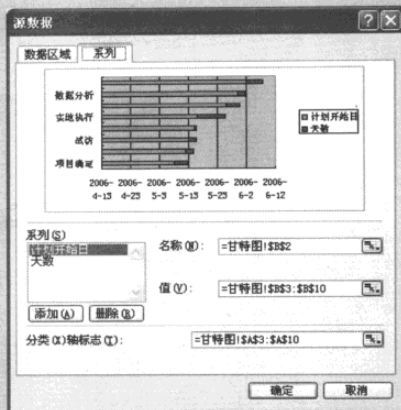 源数据
数据区域 系列
数据分析
实地执行
试访
项目确定
计划开始日
天数
2006- 2006- 2006- 2006- 2006- 2006- 2006-
4-13 4-23 5-3 5-13 5-23 6-2 6-12
系列(S)
计划开始日
天数
名称(N): =甘特图!$B$2
值(V): =甘特图!$B$3:$B$10
添加(A) 删除(R)
分类(X)轴标志(T): =甘特图!$A$3:$A$10
确定 取消